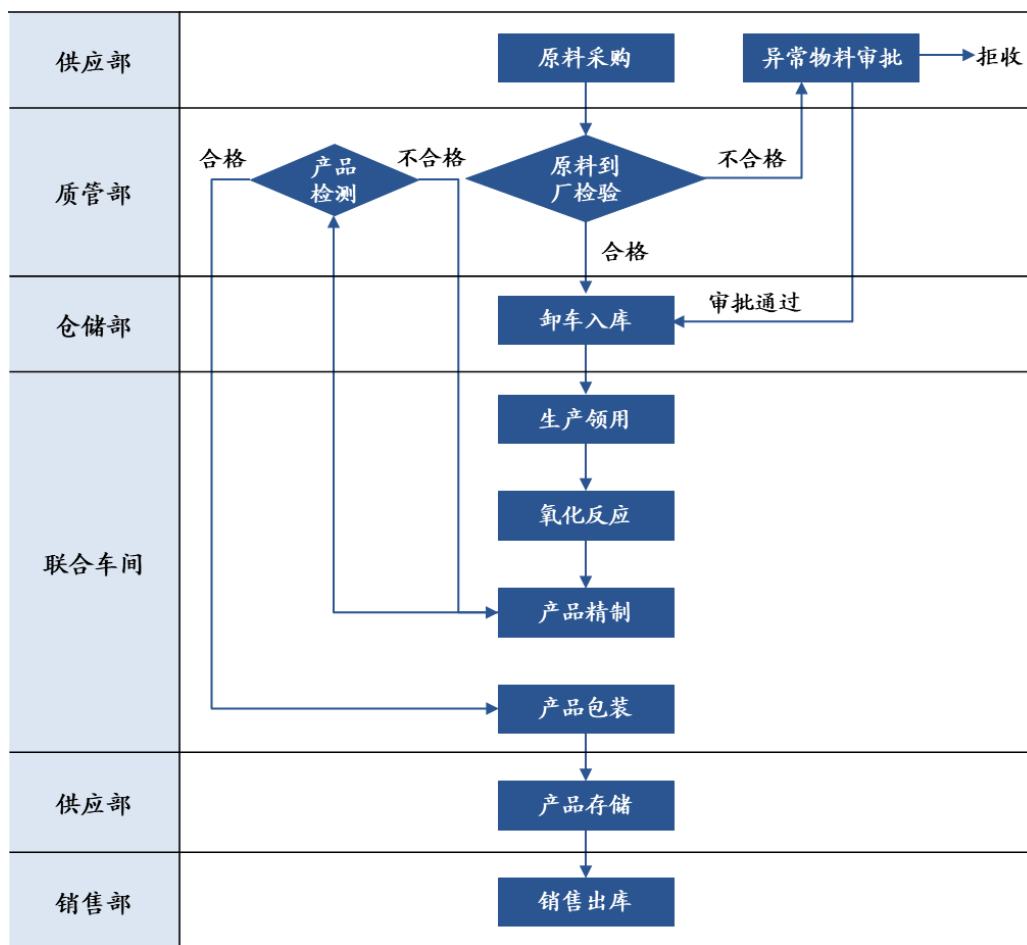 供应部
原料采购
异常物料审批
拒收
质管部
合格
产品
检测
不合格
原料到
厂检验
不合格
合格
仓储部
卸车入库
审批通过
联合车间
生产领用
氧化反应
产品精制
产品包装
供应部
产品存储
销售部
销售出库